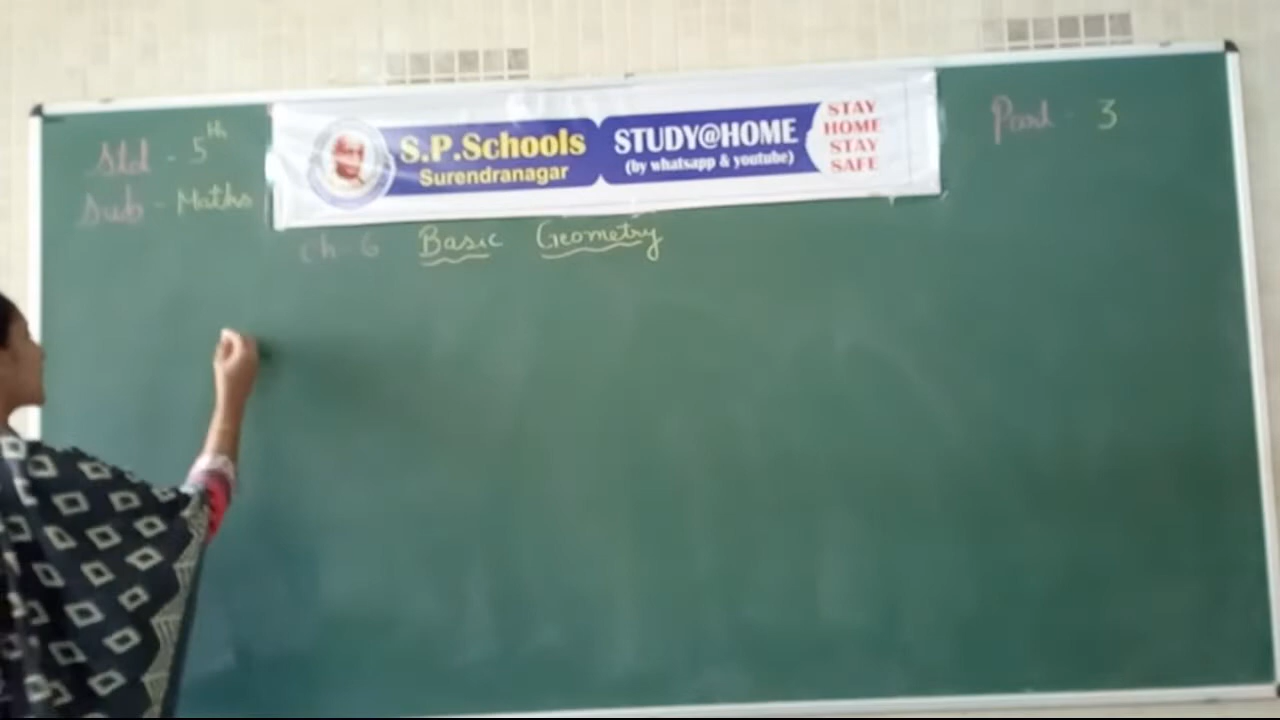 Std - 5th
Sub - Maths
S.P.Schools
Surendranagar
STUDY@HOME
(by whatsapp & youtube)
STAY
HOME
STAY
SAFE
Part - 3
Ch - 6 Basic Geometry